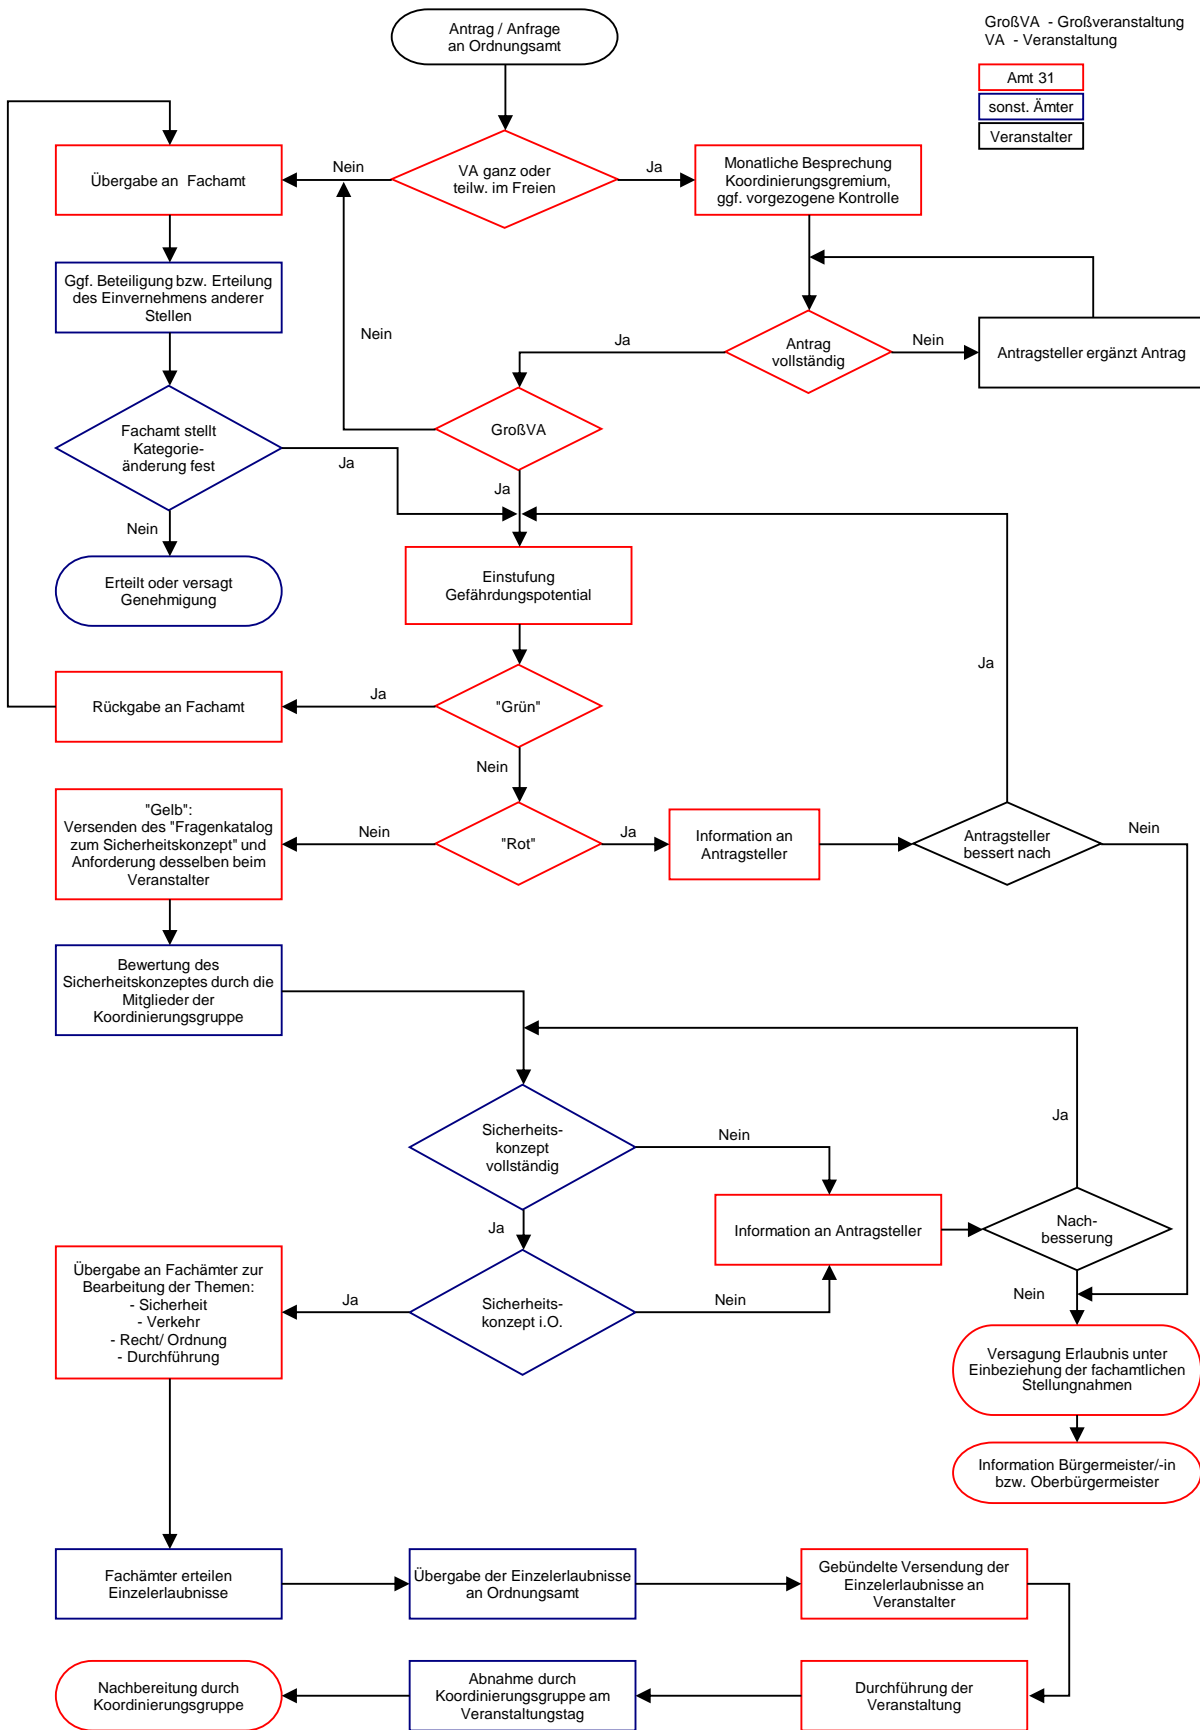 Antrag / Anfrage
an Ordnungsamt
GroßVA - Großveranstaltung
VA - Veranstaltung
Amt 31
sonst. Ämter
Veranstalter
Übergabe an Fachamt
Nein
VA ganz oder
teilw. im Freien
Ja
Monatliche Besprechung
Koordinierungsgremium,
ggf. vorgezogene Kontrolle
Ggf. Beteiligung bzw. Erteilung
des Einvernehmens anderer
Stellen
Nein
Ja
Antrag
vollständig
Nein
Antragsteller ergänzt Antrag
Fachamt stellt
Kategorie-
änderung fest
Ja
GroßVA
Ja
Nein
Erteilt oder versagt
Genehmigung
Einstufung
Gefährdungspotential
Ja
Rückgabe an Fachamt
Ja
"Grün"
Nein
"Gelb":
Versenden des "Fragenkatalog
zum Sicherheitskonzept" und
Anforderung desselben beim
Veranstalter
Nein
"Rot"
Ja
Information an
Antragsteller
Antragsteller
bessert nach
Nein
Bewertung des
Sicherheitskonzeptes durch die
Mitglieder der
Koordinierungsgruppe
Sicherheits-
konzept
vollständig
Nein
Ja
Ja
Information an Antragsteller
Nach-
besserung
Übergabe an Fachämter zur
Bearbeitung der Themen:
- Sicherheit
- Verkehr
- Recht/ Ordnung
- Durchführung
Ja
Sicherheits-
konzept i.O.
Nein
Nein
Versagung Erlaubnis unter
Einbeziehung der fachamtlichen
Stellungnahmen
Information Bürgermeister/-in
bzw. Oberbürgermeister
Fachämter erteilen
Einzelerlaubnisse
Übergabe der Einzelerlaubnisse
an Ordnungsamt
Gebündelte Versendung der
Einzelerlaubnisse an
Veranstalter
Nachbereitung durch
Koordinierungsgruppe
Abnahme durch
Koordinierungsgruppe am
Veranstaltungstag
Durchführung der
Veranstaltung